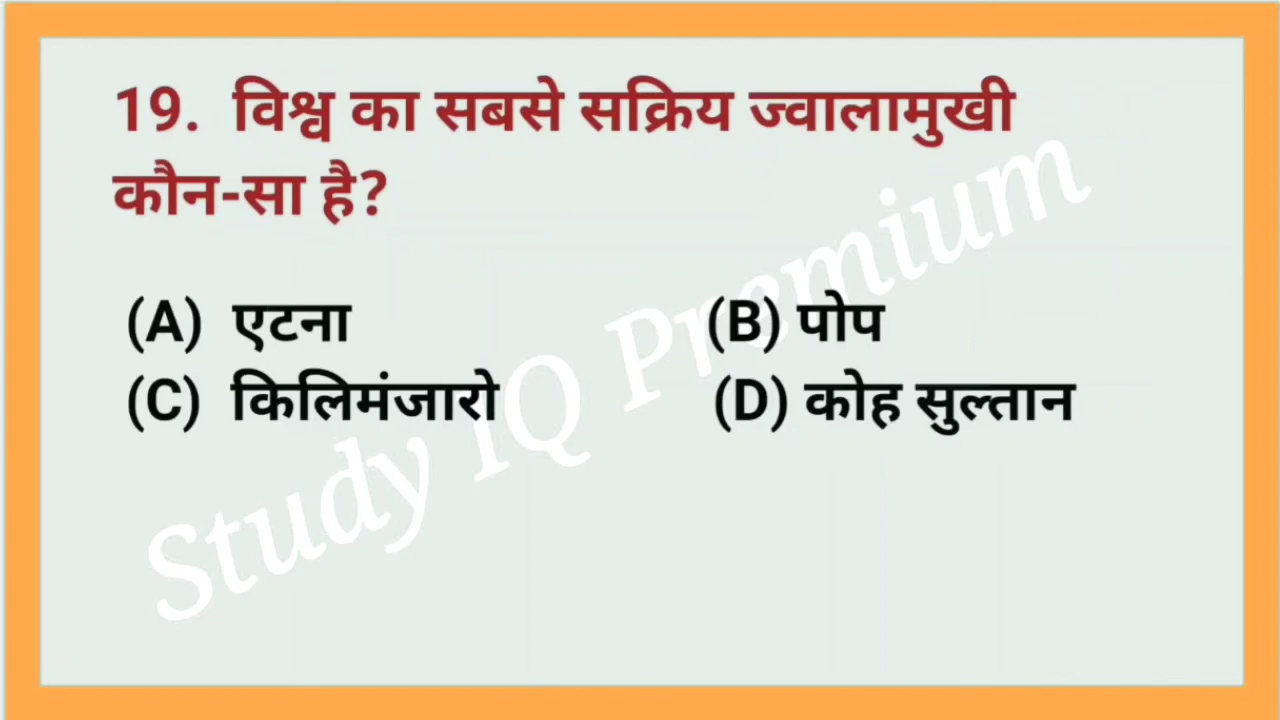 19. विश्व का सबसे सक्रिय ज्वालामुखी
कौन-सा है?
(A) एटना (B) पोप
(C) किलिमंजारो (D) कोह सुल्तान
Study IQ Premium